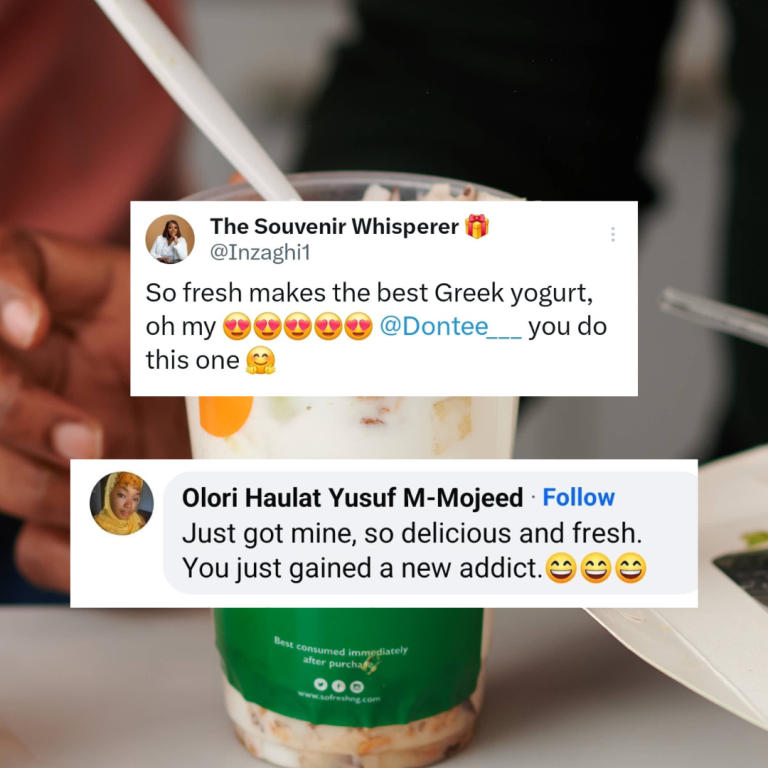 The Souvenir Whisperer 🎁
@Inzaghi1
So fresh makes the best Greek yogurt,
oh my 😍😍😍😍😍 @Dontee___ you do
this one 🤗
Olori Haulat Yusuf M-Mojeed · Follow
Just got mine, so delicious and fresh.
You just gained a new addict.😄😄😄
Best consumed immediately
after purchase
www.sofreshng.com